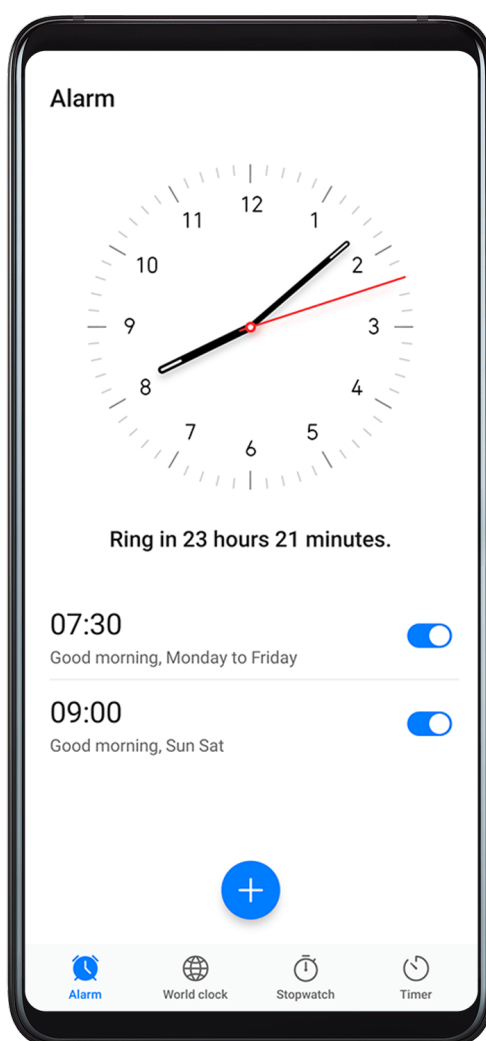 Alarm
12
11 1
10 2
9 3
8 4
7 5
6
Ring in 23 hours 21 minutes.
07:30
Good morning, Monday to Friday
09:00
Good morning, Sun Sat
Alarm World clock Stopwatch Timer